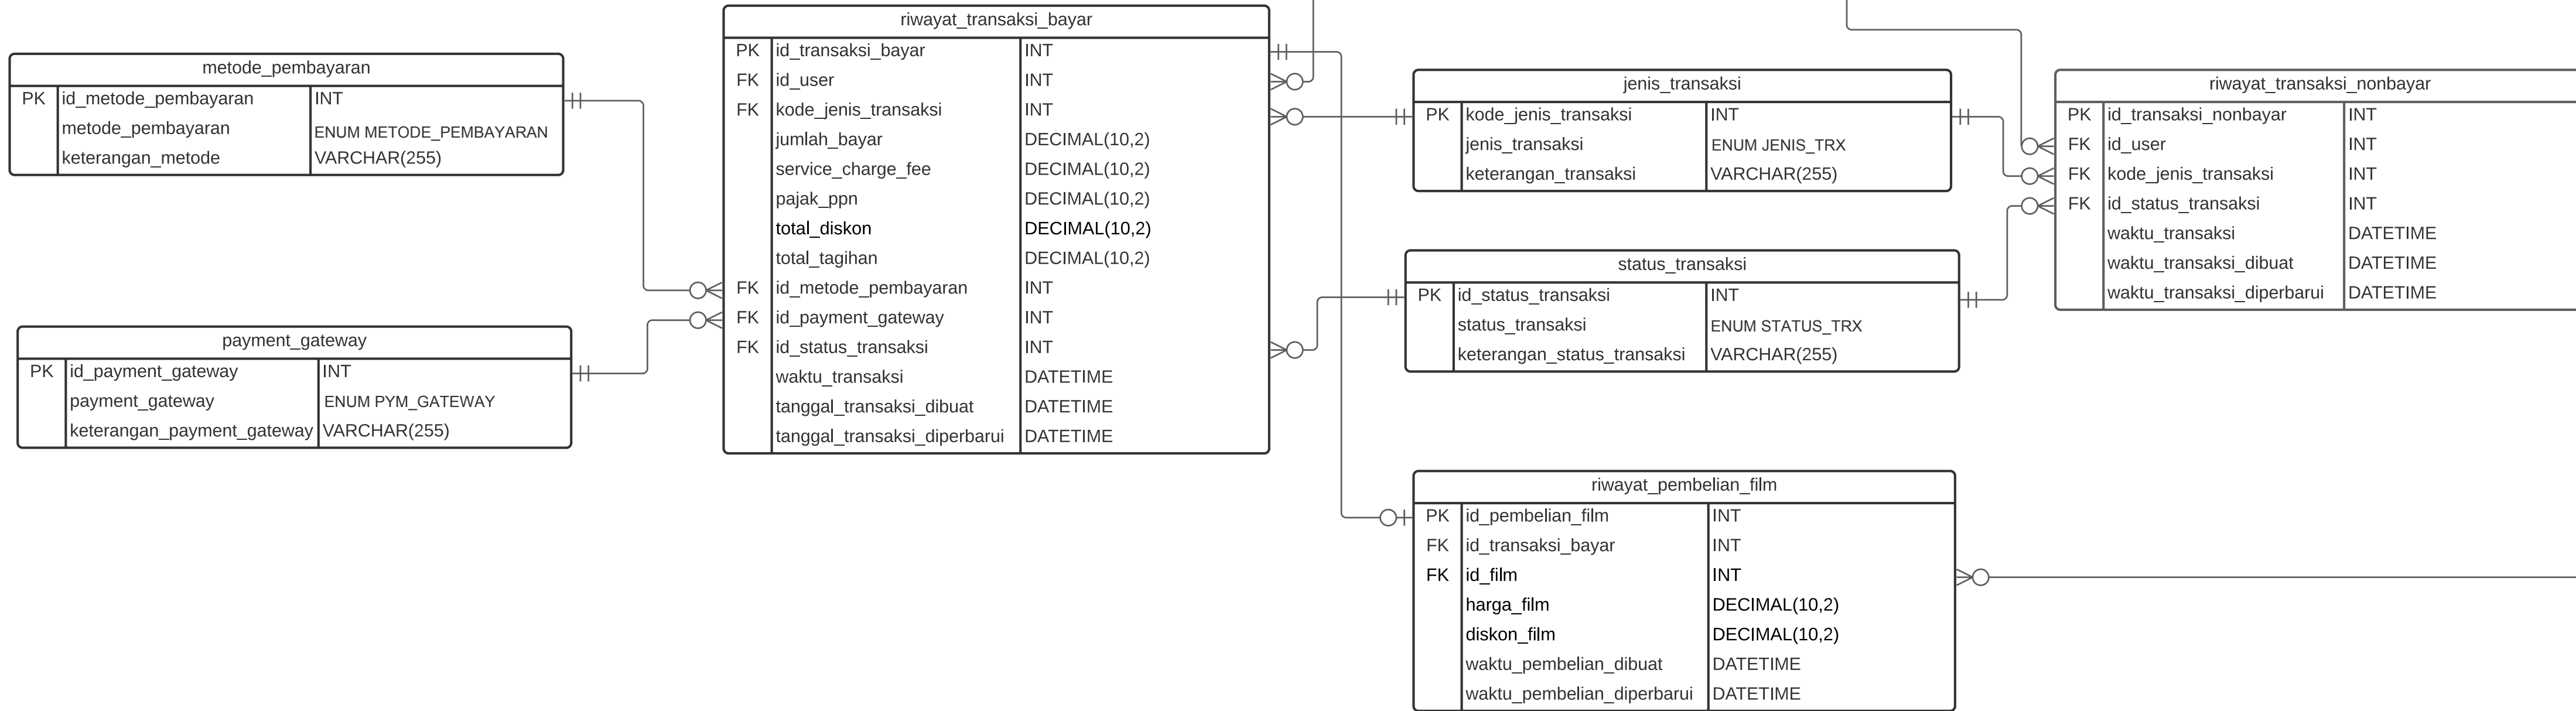 metode_pembayaran
PK id_metode_pembayaran INT
metode_pembayaran ENUM METODE_PEMBAYARAN
keterangan_metode VARCHAR(255)
payment_gateway
PK id_payment_gateway INT
payment_gateway ENUM PYM_GATEWAY
keterangan_payment_gateway VARCHAR(255)
riwayat_transaksi_bayar
PK id_transaksi_bayar INT
FK id_user INT
FK kode_jenis_transaksi INT
jumlah_bayar DECIMAL(10,2)
service_charge_fee DECIMAL(10,2)
pajak_ppn DECIMAL(10,2)
total_diskon DECIMAL(10,2)
total_tagihan DECIMAL(10,2)
FK id_metode_pembayaran INT
FK id_payment_gateway INT
FK id_status_transaksi INT
waktu_transaksi DATETIME
tanggal_transaksi_dibuat DATETIME
tanggal_transaksi_diperbarui DATETIME
jenis_transaksi
PK kode_jenis_transaksi INT
jenis_transaksi ENUM JENIS_TRX
keterangan_transaksi VARCHAR(255)
status_transaksi
PK id_status_transaksi INT
status_transaksi ENUM STATUS_TRX
keterangan_status_transaksi VARCHAR(255)
riwayat_pembelian_film
PK id_pembelian_film INT
FK id_transaksi_bayar INT
FK id_film INT
harga_film DECIMAL(10,2)
diskon_film DECIMAL(10,2)
waktu_pembelian_dibuat DATETIME
waktu_pembelian_diperbarui DATETIME
riwayat_transaksi_nonbayar
PK id_transaksi_nonbayar INT
FK id_user INT
FK kode_jenis_transaksi INT
FK id_status_transaksi INT
waktu_transaksi DATETIME
waktu_transaksi_dibuat DATETIME
waktu_transaksi_diperbarui DATETIME